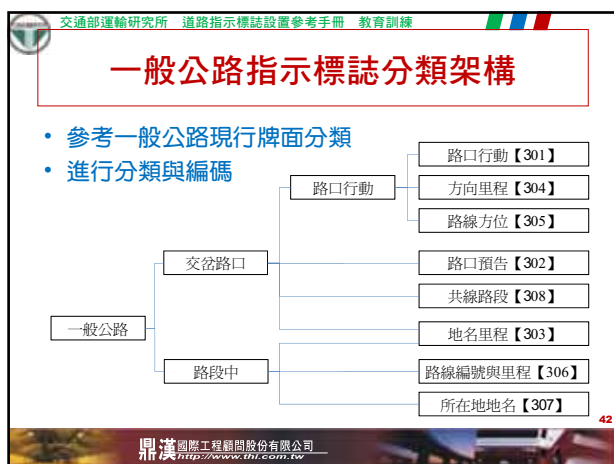 交通部運輸研究所 道路指示標誌設置參考手冊 教育訓練
一般公路指示標誌分類架構
• 參考一般公路現行牌面分類
• 進行分類與編碼
路口行動【301】
路口行動
方向里程【304】
路線方位【305】
交岔路口
路口預告【302】
共線路段【308】
一般公路
地名里程【303】
路段中
路線編號與里程【306】
所在地地名【307】
42
鼎漢國際工程顧問股份有限公司
http://www.thi.com.tw